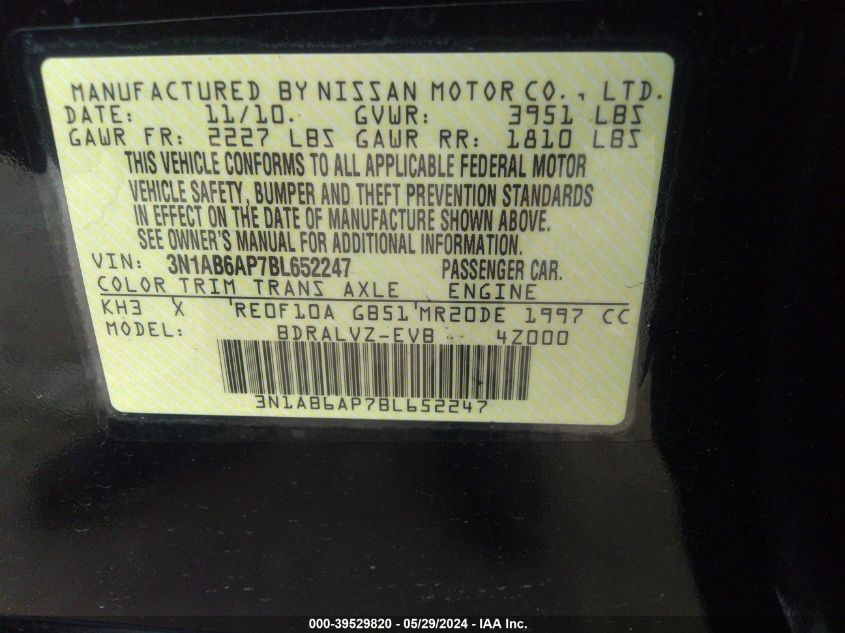 MANUFACTURED BY NISSAN MOTOR CO., LTD.
DATE: 11/10. GVWR: 3951 LBS
GAWR FR: 2227 LBS GAWR RR: 1810 LBS
THIS VEHICLE CONFORMS TO ALL APPLICABLE FEDERAL MOTOR
VEHICLE SAFETY, BUMPER AND THEFT PREVENTION STANDARDS
IN EFFECT ON THE DATE OF MANUFACTURE SHOWN ABOVE.
SEE OWNER'S MANUAL FOR ADDITIONAL INFORMATION.
VIN: 3N1AB6AP7BL652247 PASSENGER CAR.
COLOR TRIM TRANS AXLE ENGINE
KH3 X 'RE0F10A GB51'MR20DE 1997 CC
MODEL: BDRALVZ-EVB 4Z000
3N1AB6AP7BL652247
000-39529820 - 05/29/2024 - IAA Inc.